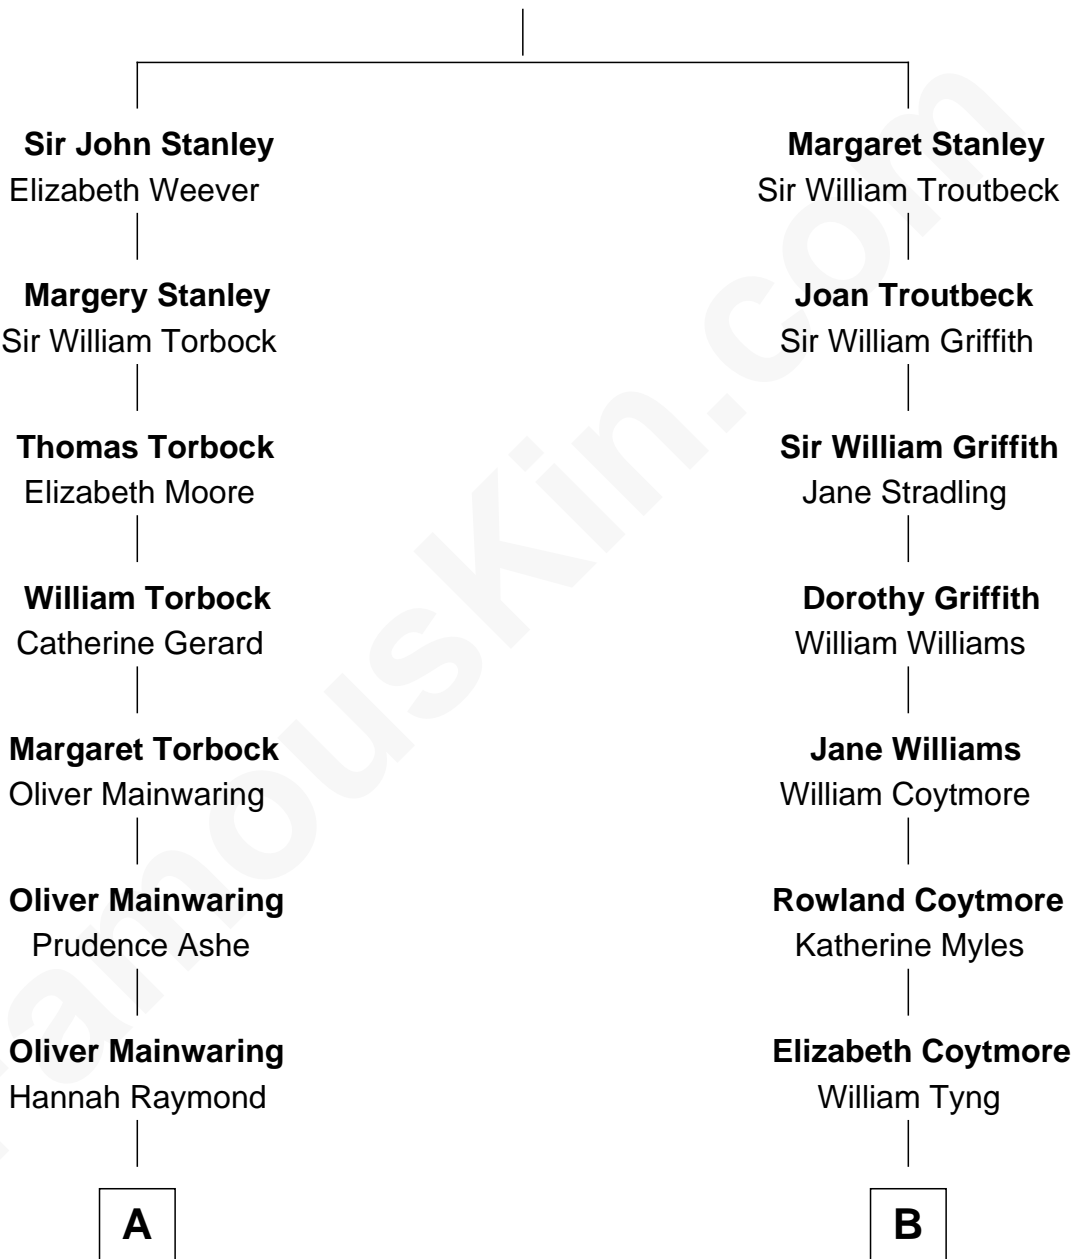 Sir John Stanley
Elizabeth Weever
Margery Stanley
Sir William Torbock
Thomas Torbock
Elizabeth Moore
William Torbock
Catherine Gerard
Margaret Torbock
Oliver Mainwaring
Oliver Mainwaring
Prudence Ashe
Oliver Mainwaring
Hannah Raymond
A
Margaret Stanley
Sir William Troutbeck
Joan Troutbeck
Sir William Griffith
Sir William Griffith
Jane Stradling
Dorothy Griffith
William Williams
Jane Williams
William Coytmore
Rowland Coytmore
Katherine Myles
Elizabeth Coytmore
William Tyng
B
FamousKin.com